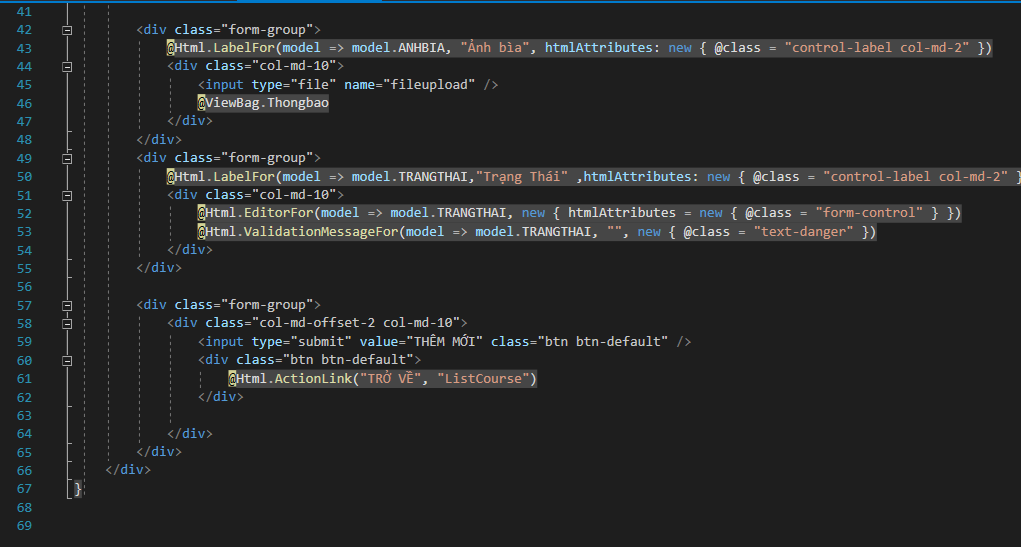 41
42 <div class="form-group">
43 @Html.LabelFor(model => model.ANHBIA, "Ảnh bìa", htmlAttributes: new { @class = "control-label col-md-2" })
44 <div class="col-md-10">
45 <input type="file" name="fileupload" />
46 @ViewBag.Thongbao
47 </div>
48 </div>
49 <div class="form-group">
50 @Html.LabelFor(model => model.TRANGTHAI,"Trạng Thái" ,htmlAttributes: new { @class = "control-label col-md-2" }
51 <div class="col-md-10">
52 @Html.EditorFor(model => model.TRANGTHAI, new { htmlAttributes = new { @class = "form-control" } })
53 @Html.ValidationMessageFor(model => model.TRANGTHAI, "", new { @class = "text-danger" })
54 </div>
55 </div>
56
57 <div class="form-group">
58 <div class="col-md-offset-2 col-md-10">
59 <input type="submit" value="THÊM MỚI" class="btn btn-default" />
60 <div class="btn btn-default">
61 @Html.ActionLink("TRỞ VỀ", "ListCourse")
62 </div>
63
64 </div>
65 </div>
66 </div>
67 }
68
69